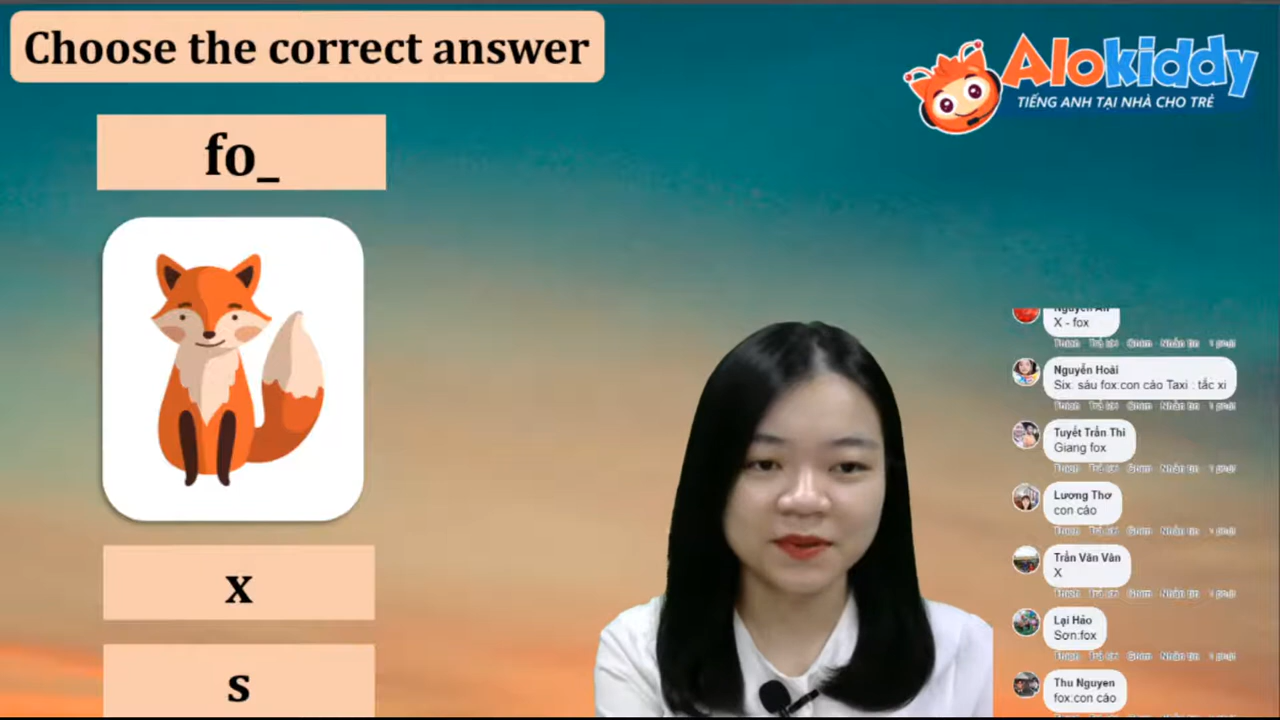 Choose the correct answer
Alokiddy
TIẾNG ANH TẠI NHÀ CHO TRẺ
fo_
x
s
X - fox
Nguyễn Hoài
Six: sáu fox:con cáo Taxi : tắc xi
Tuyết Trần Thi
Giang fox
Lương Thơ
con cáo
Trần Văn Văn
X
Lại Hảo
Sơn:fox
Thu Nguyen
fox:con cáo